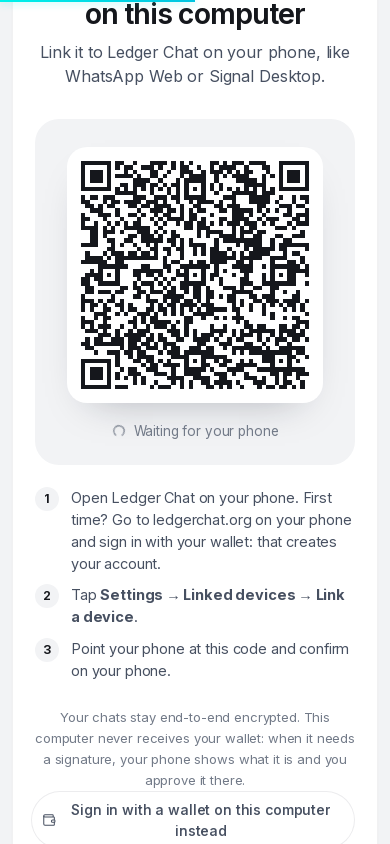 on this computer
Link it to Ledger Chat on your phone, like
WhatsApp Web or Signal Desktop.
Waiting for your phone
1 Open Ledger Chat on your phone. First
time? Go to ledgerchat.org on your phone
and sign in with your wallet: that creates
your account.
2 Tap Settings → Linked devices → Link
a device.
3 Point your phone at this code and confirm
on your phone.
Your chats stay end-to-end encrypted. This
computer never receives your wallet: when it needs
a signature, your phone shows what it is and you
approve it there.
Sign in with a wallet on this computer
instead